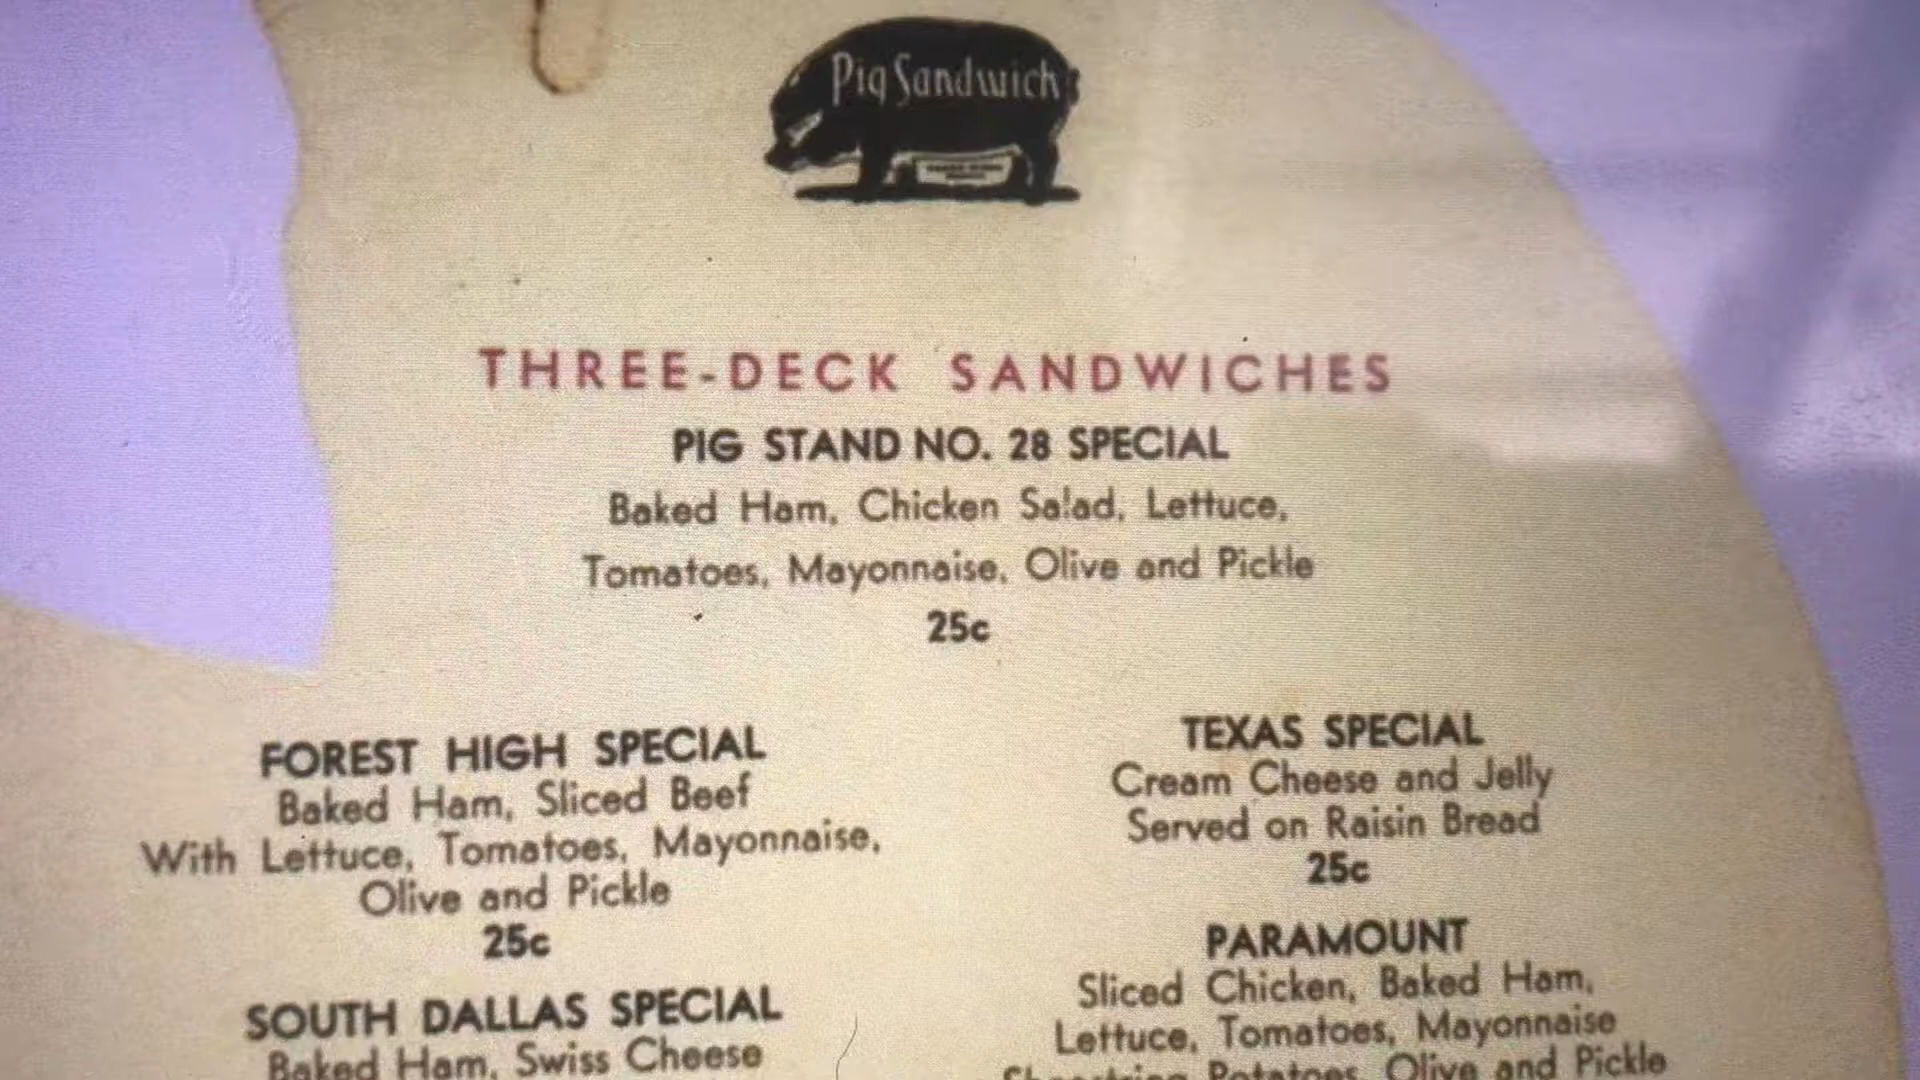 Pig Sandwich
THREE-DECK SANDWICHES
PIG STAND NO. 28 SPECIAL
Baked Ham, Chicken Salad, Lettuce,
Tomatoes, Mayonnaise, Olive and Pickle
25c
FOREST HIGH SPECIAL
Baked Ham, Sliced Beef
With Lettuce, Tomatoes, Mayonnaise,
Olive and Pickle
25c
SOUTH DALLAS SPECIAL
Baked Ham, Swiss Cheese
TEXAS SPECIAL
Cream Cheese and Jelly
Served on Raisin Bread
25c
PARAMOUNT
Sliced Chicken, Baked Ham,
Lettuce, Tomatoes, Mayonnaise
Shoestring Potatoes, Olive and Pickle